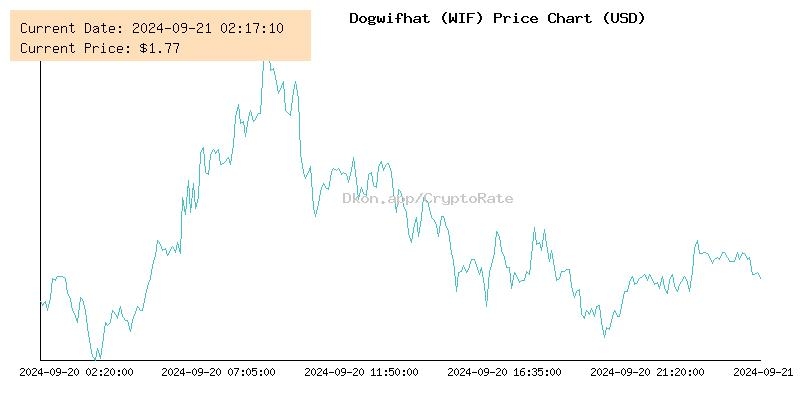 Dogwifhat (WIF) Price Chart (USD)
Current Date: 2024-09-21 02:17:10
Current Price: $1.77
Dkon.app/CryptoRate
2024-09-20 02:20:00 2024-09-20 07:05:00 2024-09-20 11:50:00 2024-09-20 16:35:00 2024-09-20 21:20:00 2024-09-21